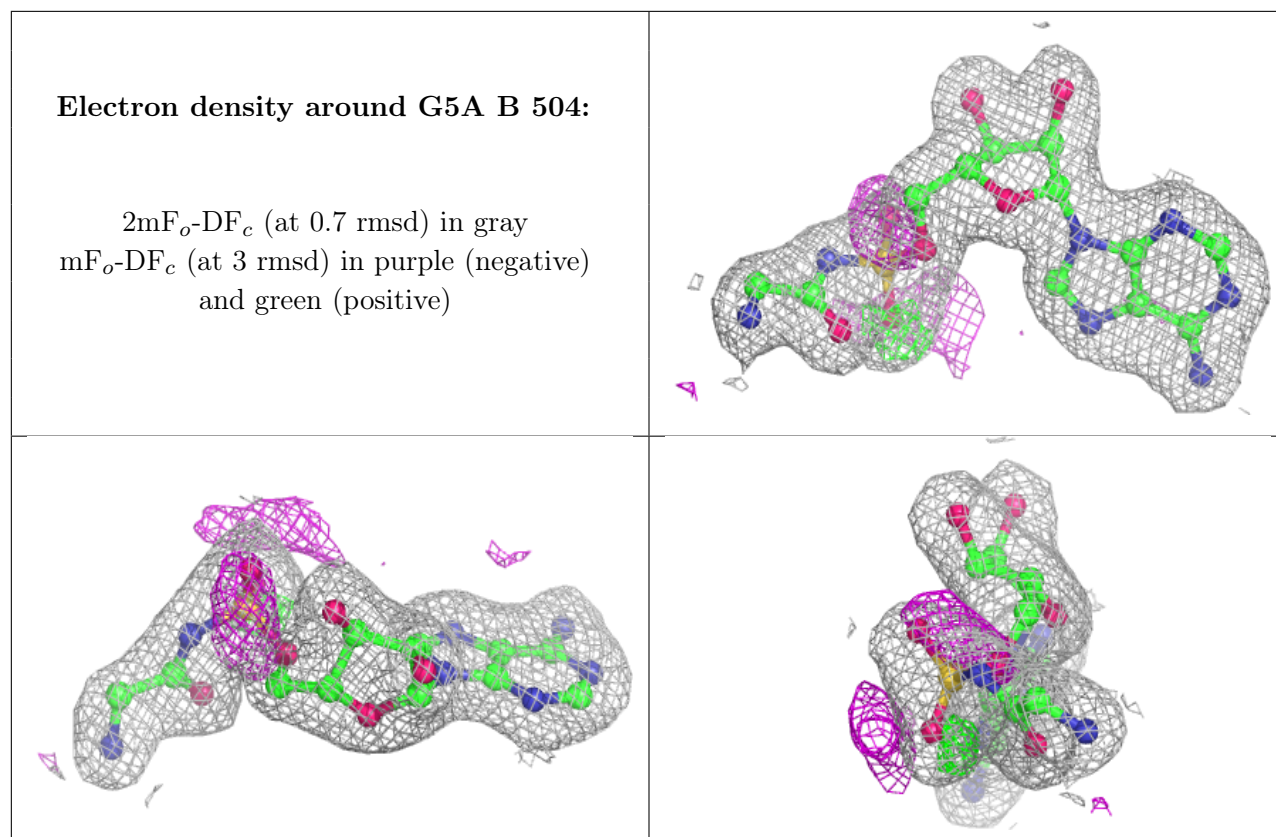 Electron density around G5A B 504:
2mFo-DFc (at 0.7 rmsd) in gray
mFo-DFc (at 3 rmsd) in purple (negative)
and green (positive)